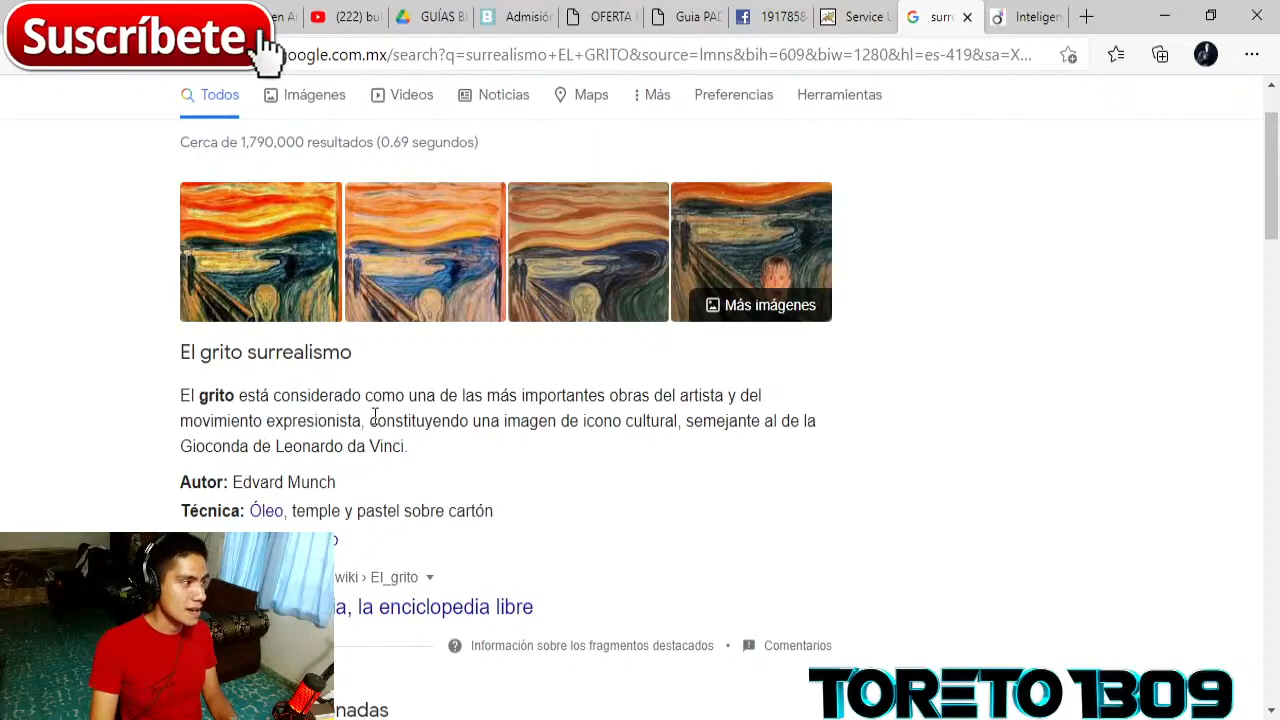 Suscríbete
en
(222) b
GUÍAS
Admisión
OFERTA
Guia PAD
1917854
Service U
surre
Inteligen
oogle.com.mx/search?q=surrealismo+EL+GRITO&source=lmns&bih=609&biw=1280&hl=es-419&sa=X...
Todos
Imágenes
Videos
Noticias
Maps
Más
Preferencias
Herramientas
Cerca de 1,790,000 resultados (0.69 segundos)
Más imágenes
El grito surrealismo
El grito está considerado como una de las más importantes obras del artista y del
movimiento expresionista, constituyendo una imagen de icono cultural, semejante al de la
Gioconda de Leonardo da Vinci.
Autor: Edvard Munch
Técnica: Óleo, temple y pastel sobre cartón
wiki › El_grito
ia, la enciclopedia libre
Información sobre los fragmentos destacados • Comentarios
TORETO 1309
nadas